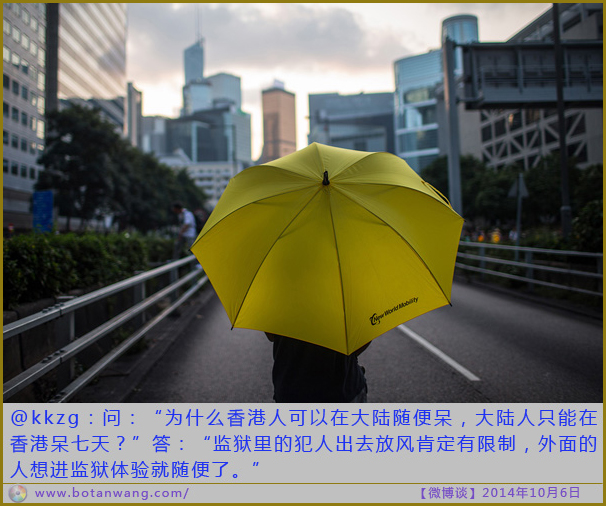 New World Mobility
@kkzg：问：“为什么香港人可以在大陆随便呆，大陆人只能在
香港呆七天？”答：“监狱里的犯人出去放风肯定有限制，外面的
人想进监狱体验就随便了。”
www.botanwang.com/ 【微博谈】2014年10月6日